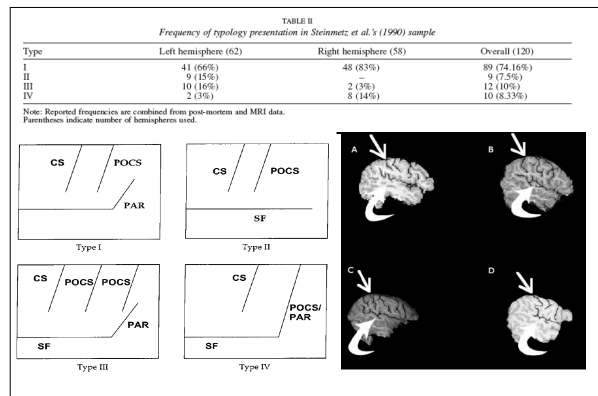 TABLE II
Frequency of typology presentation in Steinmetz et al.'s (1990) sample
Type Left hemisphere (62) Right hemisphere (58) Overall (120)
I 41 (66%) 48 (83%) 89 (74.16%)
II 9 (15%) – 9 (7.5%)
III 10 (16%) 2 (3%) 12 (10%)
IV 2 (3%) 8 (14%) 10 (8.33%)
Note: Reported frequencies are combined from post-mortem and MRI data.
Parentheses indicate number of hemispheres used.
CS POCS
PAR
Type I
CS POCS
SF
Type II
CS POCS POCS
PAR
SF
Type III
CS
POCS/
PAR
SF
Type IV
A
B
C
D